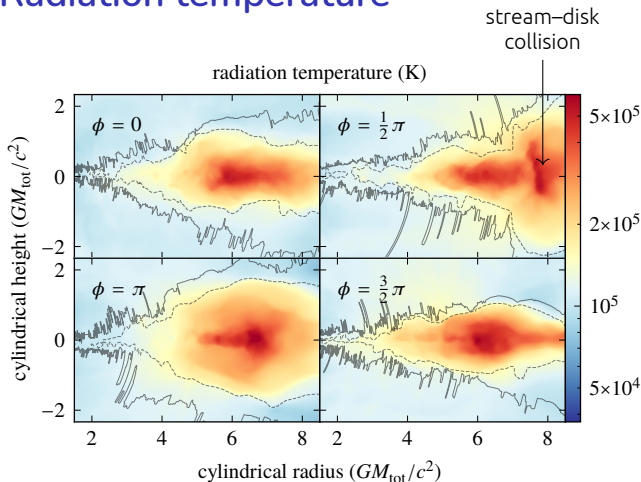 Radiation temperature
stream–disk
collision
radiation temperature (K)
cylindrical height (GM_tot/c²)
2
0
−2
2
0
−2
ϕ = 0
ϕ = ½π
ϕ = π
ϕ = 3/2 π
5×10⁵
2×10⁵
10⁵
5×10⁴
2 4 6 8 2 4 6 8
cylindrical radius (GM_tot/c²)